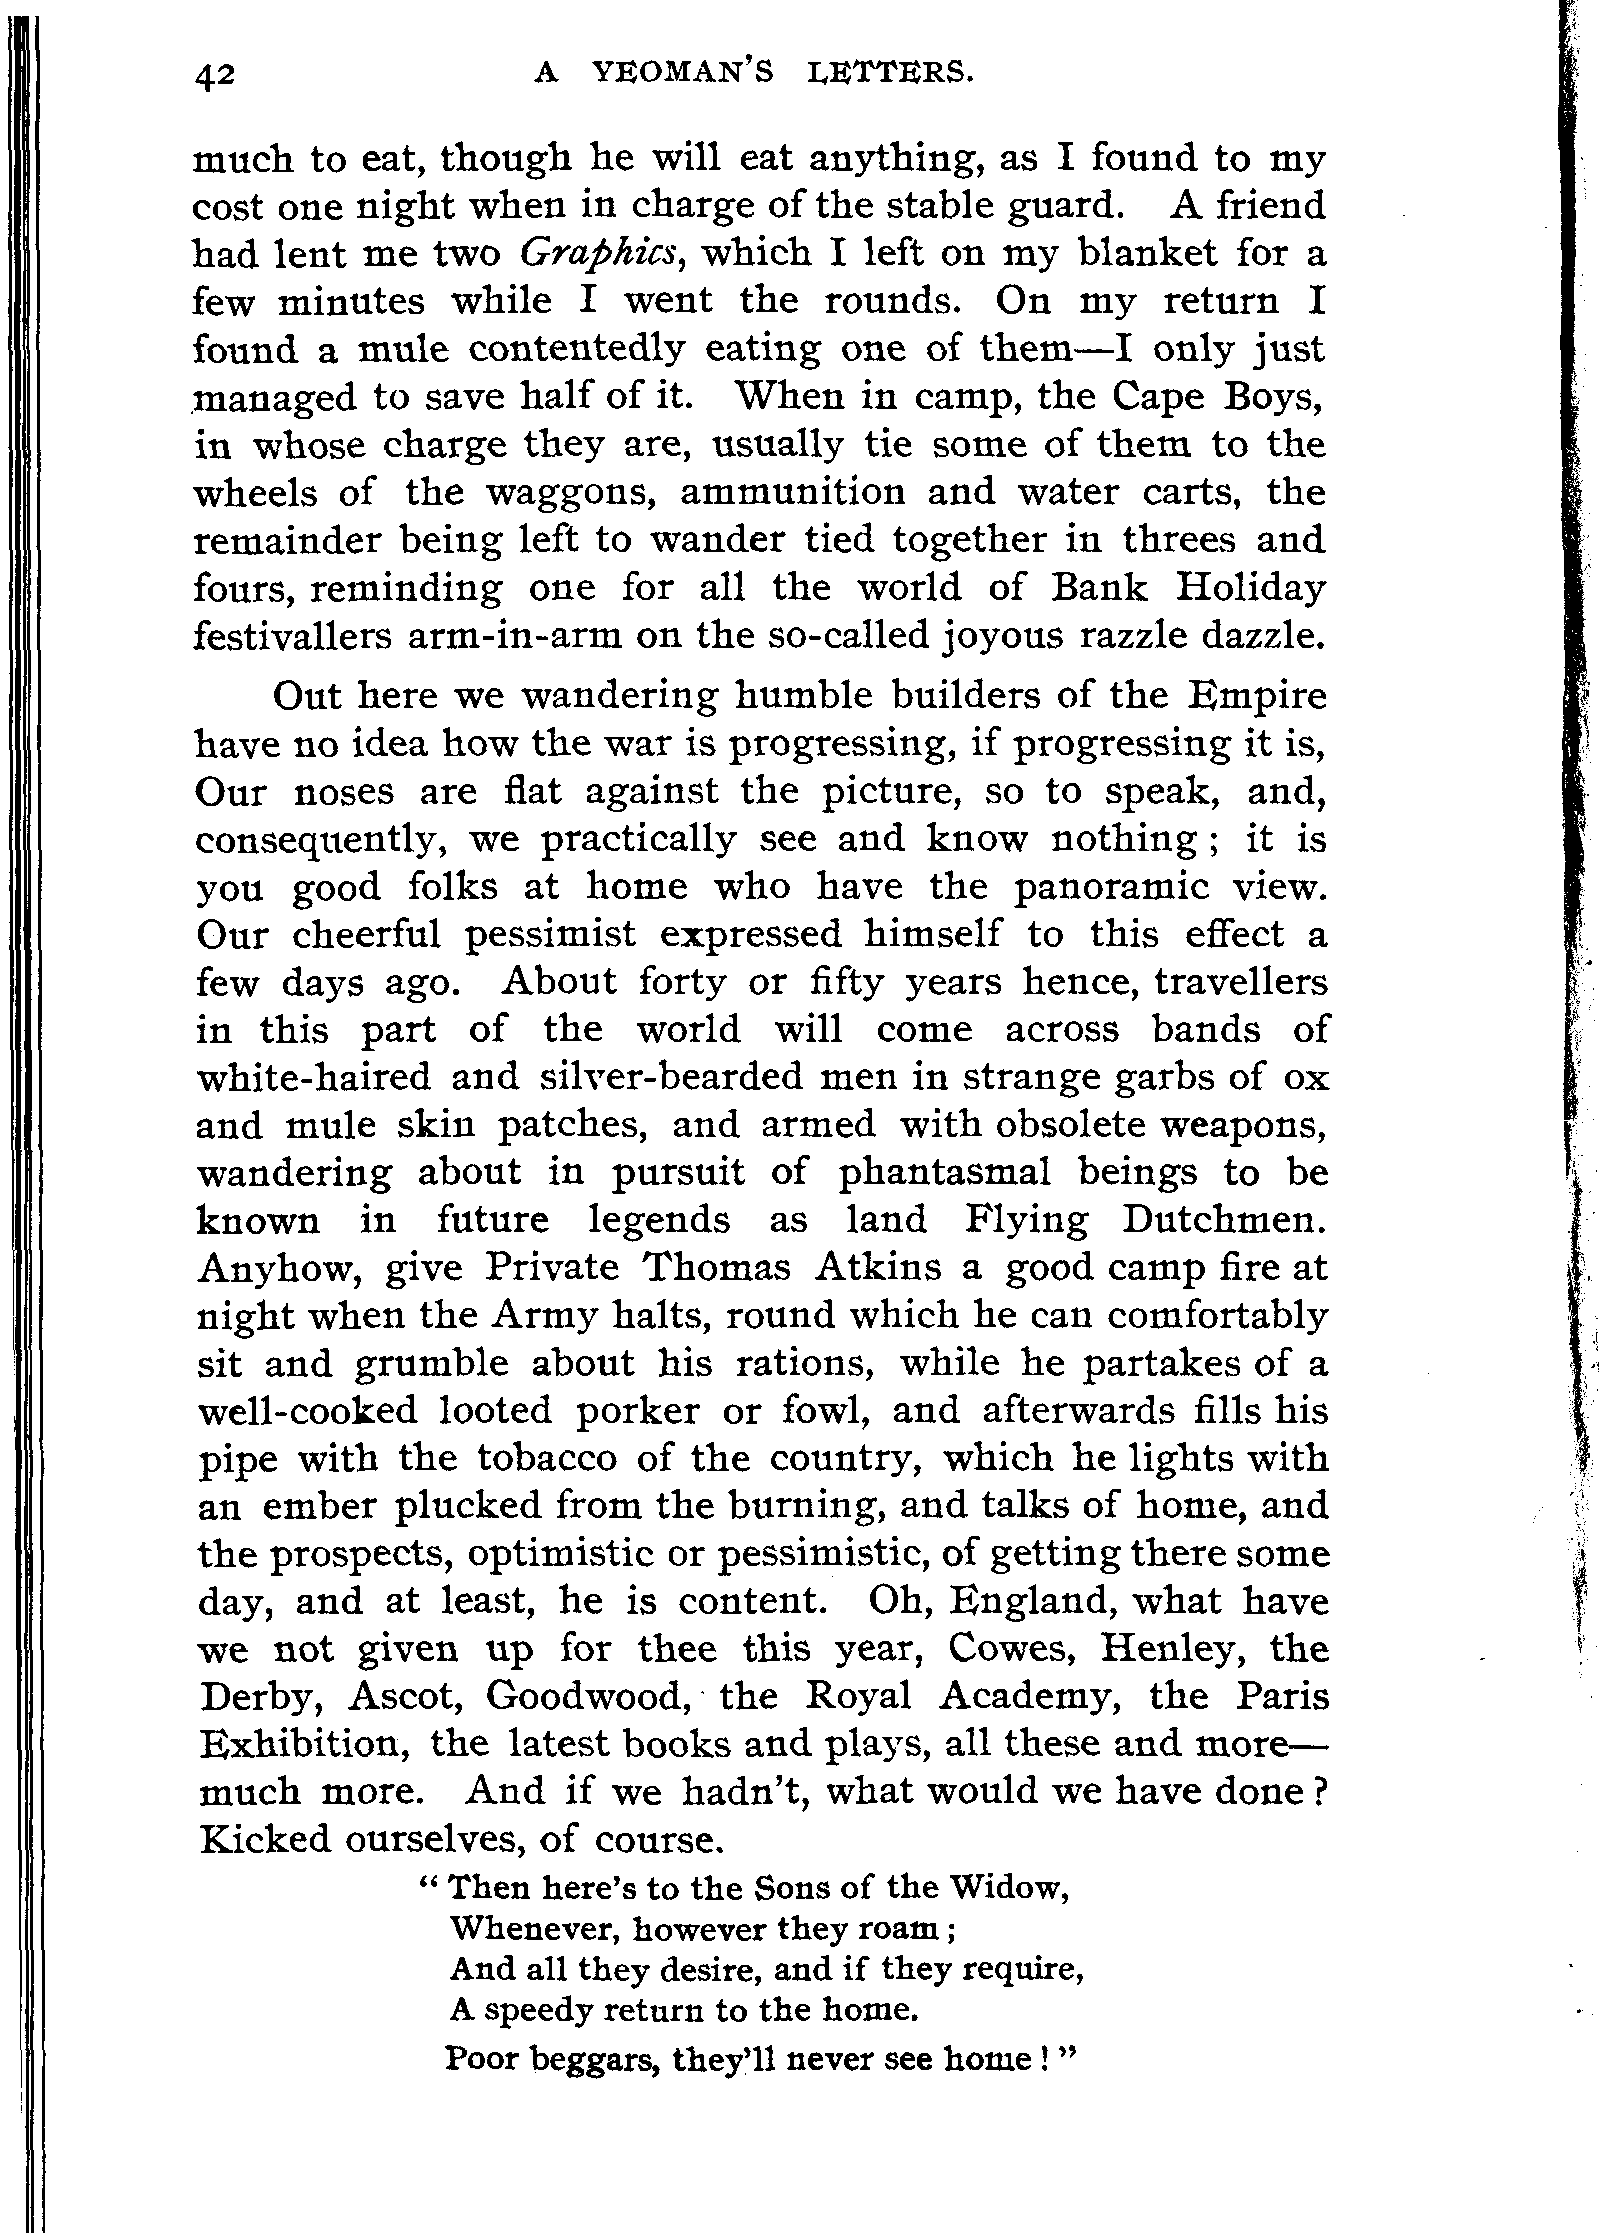 42 A YEOMAN'S LETTERS.
much to eat, though he will eat anything, as I found to my
cost one night when in charge of the stable guard. A friend
had lent me two Graphics, which I left on my blanket for a
few minutes while I went the rounds. On my return I
found a mule contentedly eating one of them—I only just
managed to save half of it. When in camp, the Cape Boys,
in whose charge they are, usually tie some of them to the
wheels of the waggons, ammunition and water carts, the
remainder being left to wander tied together in threes and
fours, reminding one for all the world of Bank Holiday
festivallers arm-in-arm on the so-called joyous razzle dazzle.
Out here we wandering humble builders of the Empire
have no idea how the war is progressing, if progressing it is,
Our noses are flat against the picture, so to speak, and,
consequently, we practically see and know nothing ; it is
you good folks at home who have the panoramic view.
Our cheerful pessimist expressed himself to this effect a
few days ago. About forty or fifty years hence, travellers
in this part of the world will come across bands of
white-haired and silver-bearded men in strange garbs of ox
and mule skin patches, and armed with obsolete weapons,
wandering about in pursuit of phantasmal beings to be
known in future legends as land Flying Dutchmen.
Anyhow, give Private Thomas Atkins a good camp fire at
night when the Army halts, round which he can comfortably
sit and grumble about his rations, while he partakes of a
well-cooked looted porker or fowl, and afterwards fills his
pipe with the tobacco of the country, which he lights with
an ember plucked from the burning, and talks of home, and
the prospects, optimistic or pessimistic, of getting there some
day, and at least, he is content. Oh, England, what have
we not given up for thee this year, Cowes, Henley, the
Derby, Ascot, Goodwood, the Royal Academy, the Paris
Exhibition, the latest books and plays, all these and more—
much more. And if we hadn't, what would we have done ?
Kicked ourselves, of course.
“ Then here's to the Sons of the Widow,
Whenever, however they roam ;
And all they desire, and if they require,
A speedy return to the home.
Poor beggars, they'll never see home ! ”